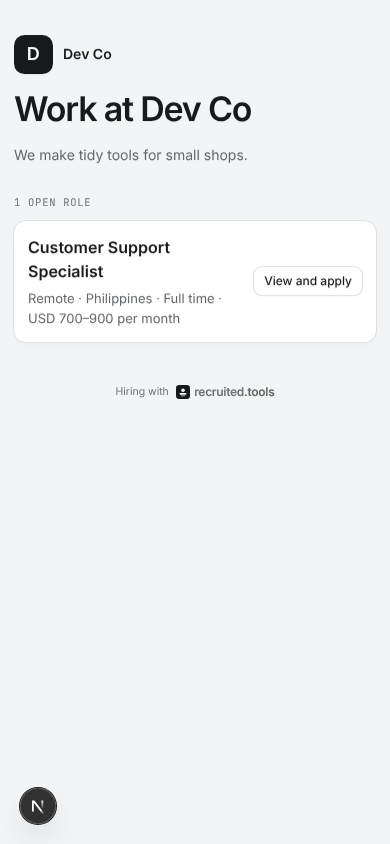 D
Dev Co
Work at Dev Co
We make tidy tools for small shops.
1 OPEN ROLE
Customer Support
Specialist
Remote · Philippines · Full time ·
USD 700–900 per month
View and apply
Hiring with recruited.tools
N